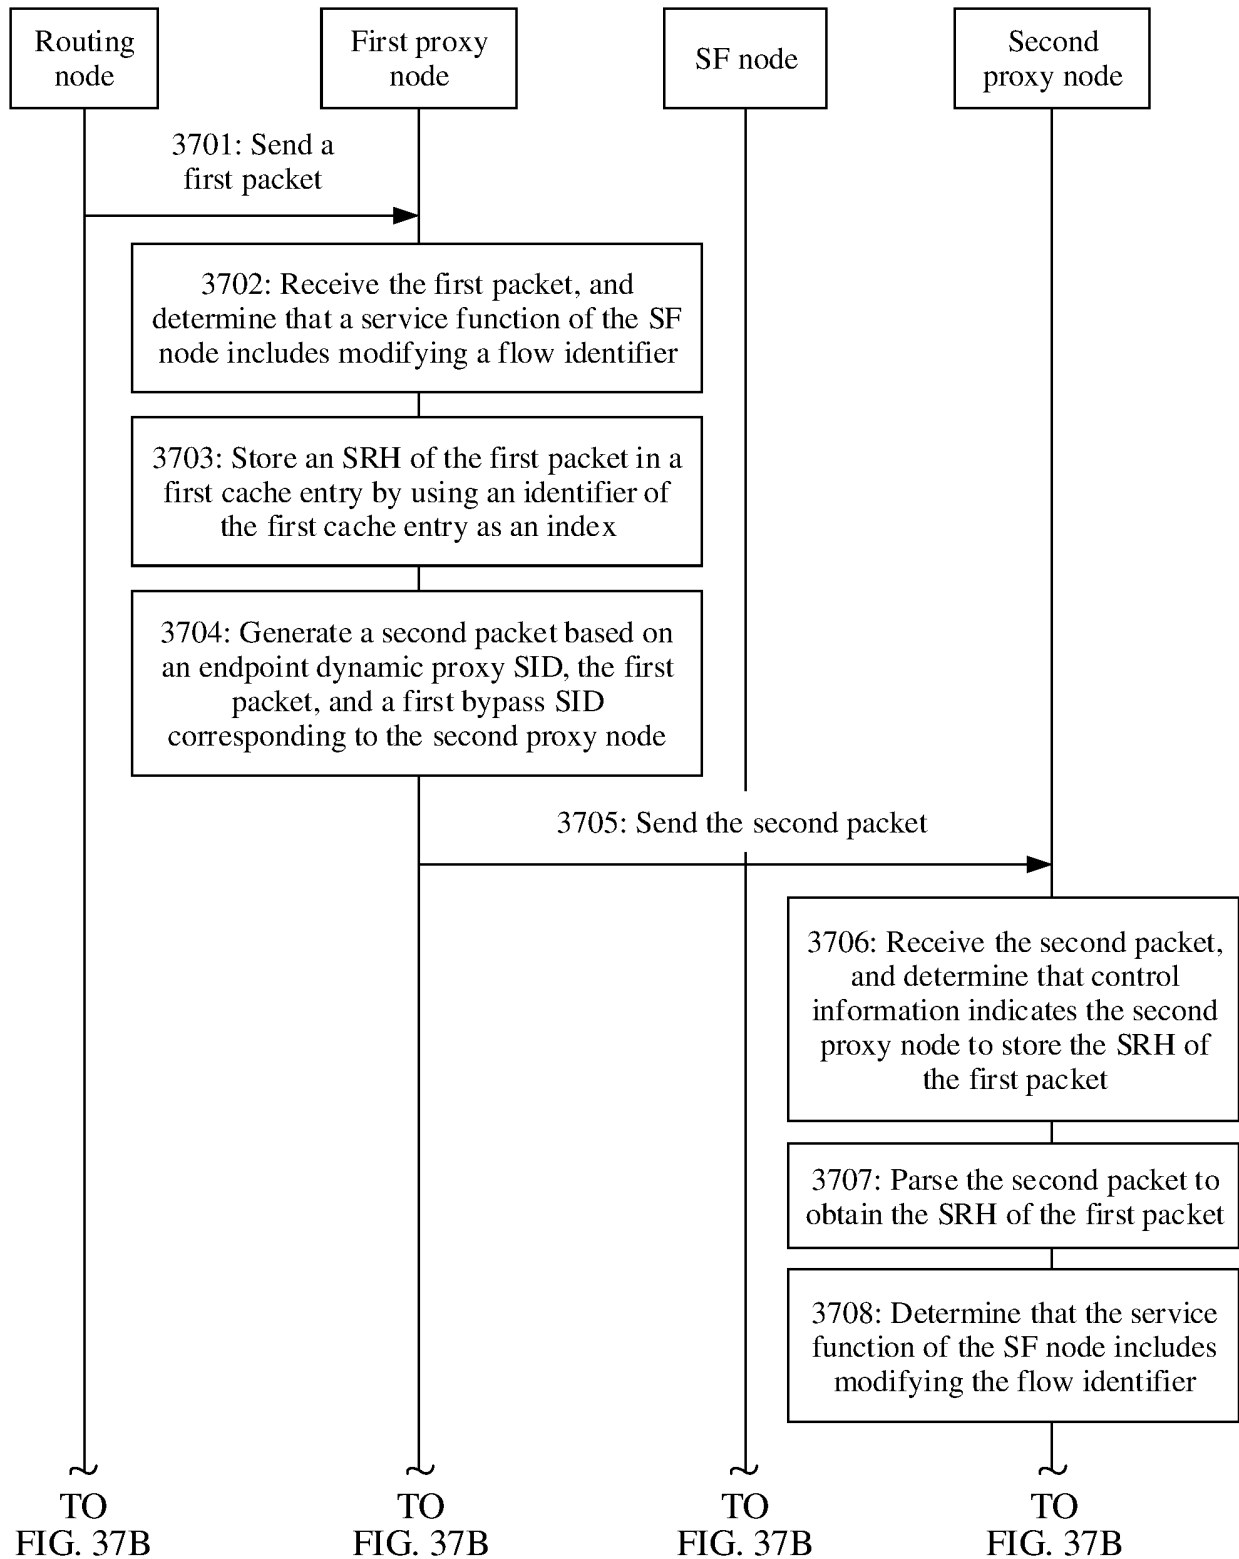 Routing
node
First proxy
node
SF node
Second
proxy node
3701: Send a
first packet
3702: Receive the first packet, and
determine that a service function of the SF
node includes modifying a flow identifier
3703: Store an SRH of the first packet in a
first cache entry by using an identifier of
the first cache entry as an index
3704: Generate a second packet based on
an endpoint dynamic proxy SID, the first
packet, and a first bypass SID
corresponding to the second proxy node
3705: Send the second packet
3706: Receive the second packet,
and determine that control
information indicates the second
proxy node to store the SRH of
the first packet
3707: Parse the second packet to
obtain the SRH of the first packet
3708: Determine that the service
function of the SF node includes
modifying the flow identifier
TO
FIG. 37B
TO
FIG. 37B
TO
FIG. 37B
TO
FIG. 37B